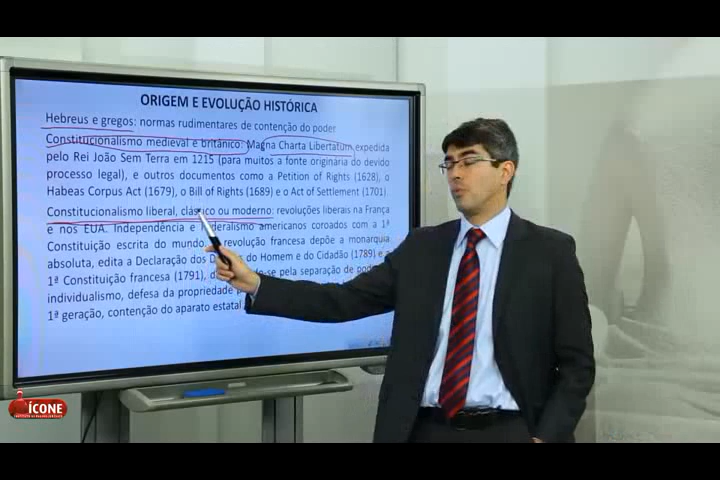 ORIGEM E EVOLUÇÃO HISTÓRICA
Hebreus e gregos: normas rudimentares de contenção do poder
Constitucionalismo medieval e britânico: Magna Charta Libertatum expedida
pelo Rei João Sem Terra em 1215 (para muitos a fonte originária do devido
processo legal), e outros documentos como a Petition of Rights (1628), o
Habeas Corpus Act (1679), o Bill of Rights (1689) e o Act of Settlement (1701).
Constitucionalismo liberal, clássico ou moderno: revoluções liberais na França
e nos EUA. Independência e federalismo americanos coroados com a 1ª
Constituição escrita do mundo. revolução francesa depõe a monarquia
absoluta, edita a Declaração dos do Homem e do Cidadão (1789) e
1ª Constituição francesa (1791), pela separação de
individualismo, defesa da propriedade
1ª geração, contenção do aparato estatal
ÍCONE